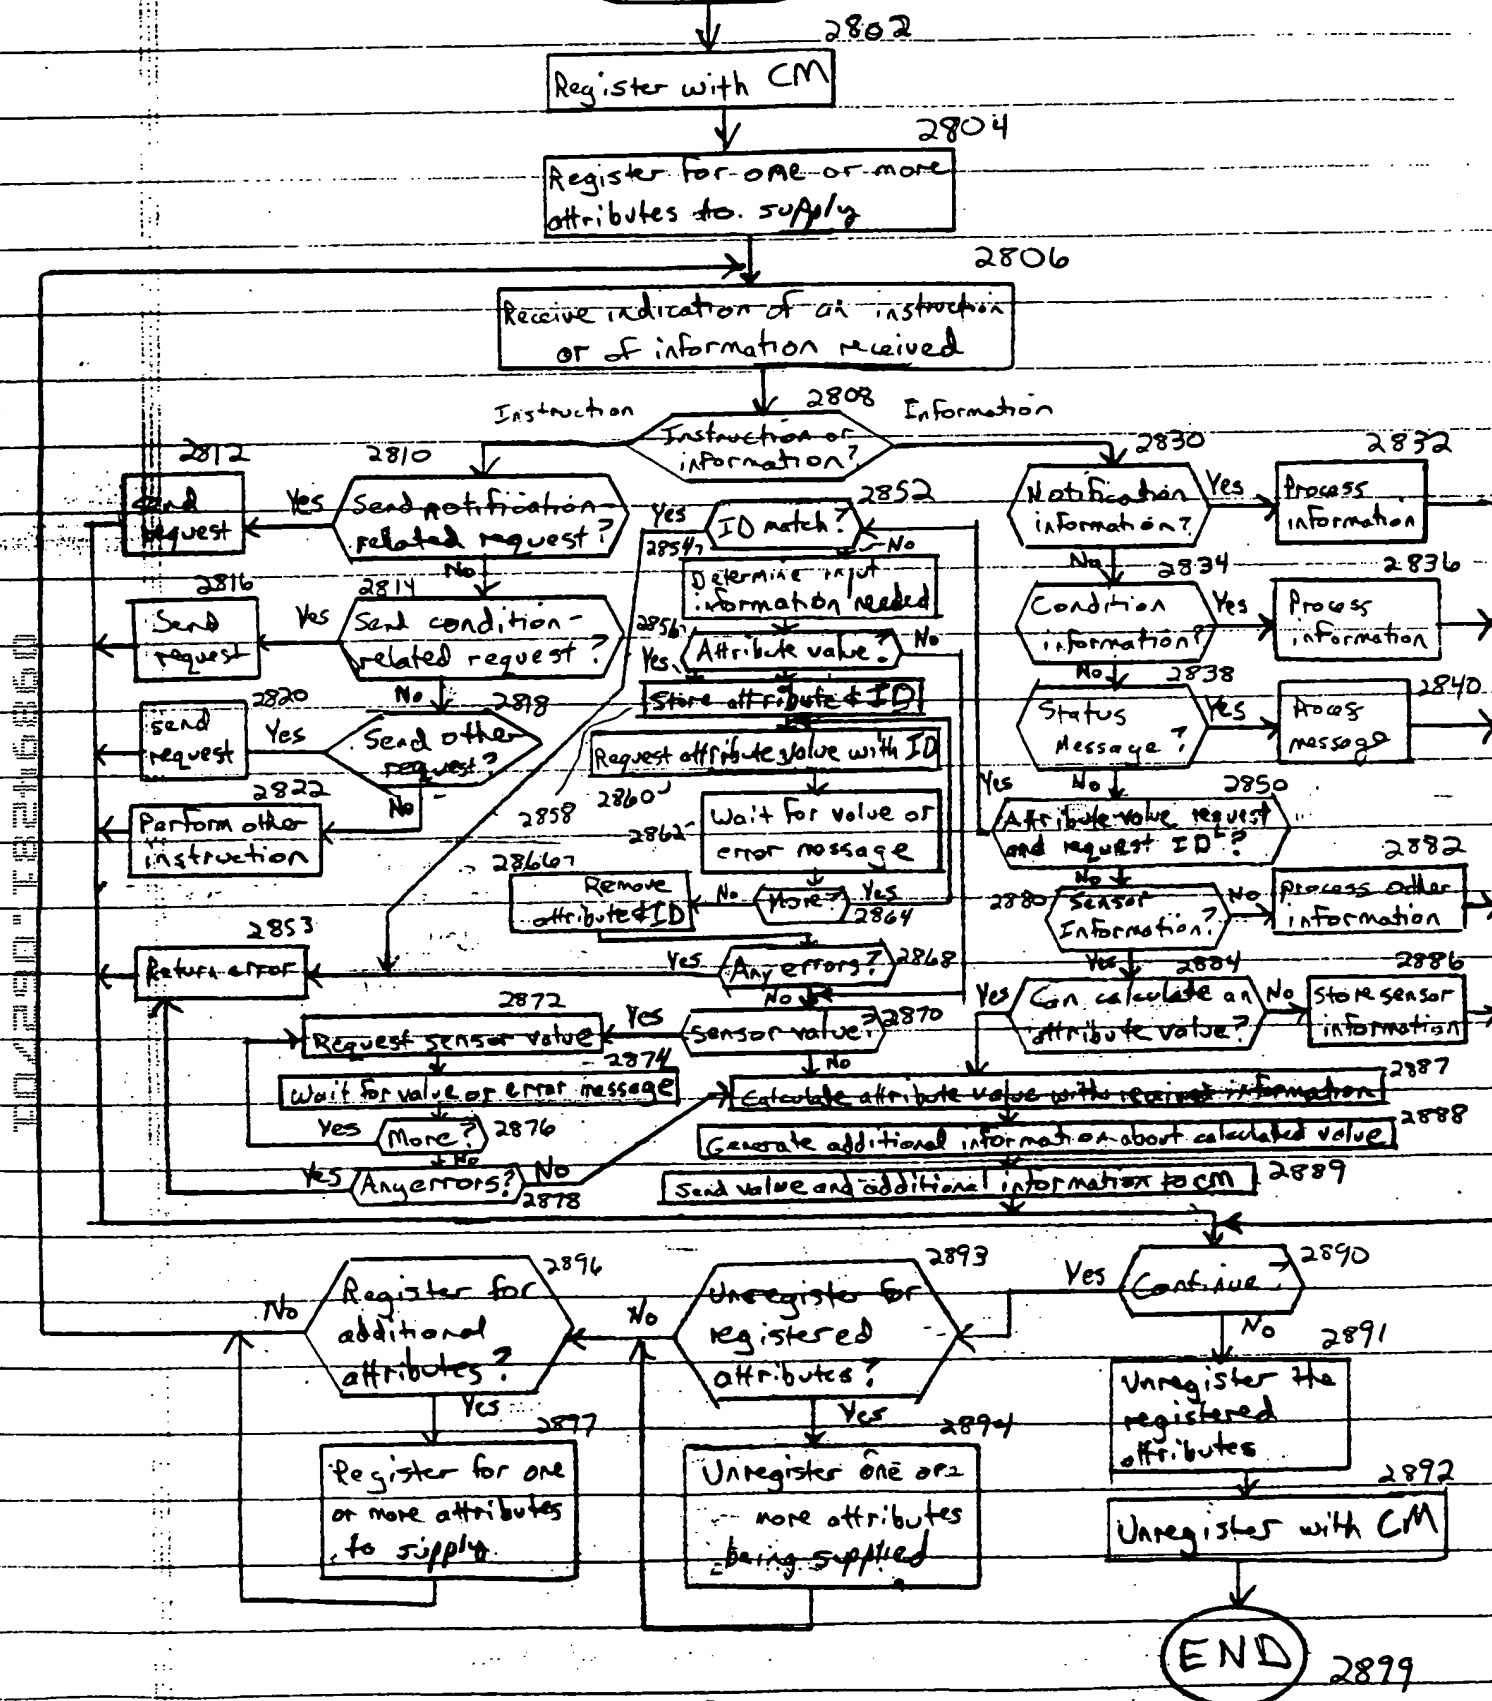 2802
Register with CM
2804
Register for one or more
attributes to supply
2806
Receive indication of an instruction
or of information received
2808
Instruction
Instruction or
information?
Information
2812
Send
request
Yes
2810
Send notification-
related request?
No
2816
Send
request
Yes
2814
Send condition-
related request?
No
2820
Send
request
Yes
2818
Send other
request?
No
2822
Perform other
instruction
2852
ID match?
Yes
No
2854
Determine input
information needed
2856
Attribute value?
No
Yes
Store attribute & ID
2858
Request attribute value with ID
2860
Wait for value or
error message
2862
More?
Yes
2864
No
2866
Remove
attribute & ID
2868
Any errors?
Yes
No
2853
Return error
2870
Sensor value?
Yes
No
2872
Request sensor value
2874
Wait for value or error message
More?
2876
Yes
No
Any errors?
2878
Yes
No
2830
Notification
information?
Yes
2832
Process
information
No
2834
Condition
information?
Yes
2836
Process
information
No
2838
Status
Message?
Yes
2840
Process
message
No
2850
Attribute value request
and request ID?
Yes
No
2880
Sensor
Information?
No
2882
Process other
information
Yes
2884
Can calculate an
attribute value?
Yes
No
2886
Store sensor
information
2887
Calculate attribute value with received information
2888
Generate additional information about calculated value
2889
Send value and additional information to CM
2890
Continue?
Yes
No
2891
Unregister the
registered
attributes
2892
Unregister with CM
END
2899
2893
Unregister for
registered
attributes?
No
Yes
2894
Unregister one or
more attributes
being supplied
2896
Register for
additional
attributes?
No
Yes
2897
Register for one
or more attributes
to supply